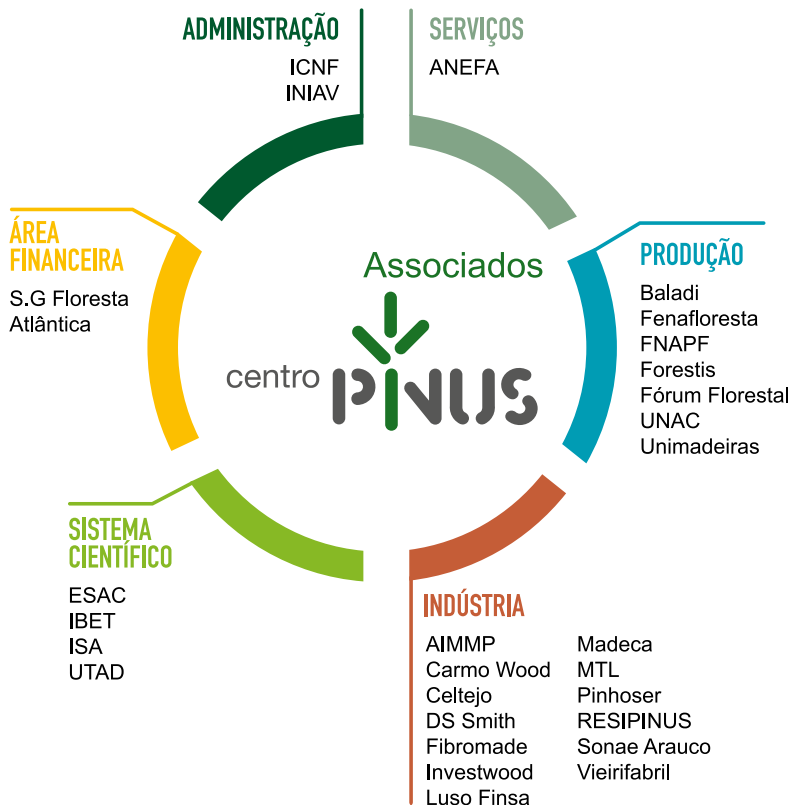 ADMINISTRAÇÃO
ICNF
INIAV
SERVIÇOS
ANEFA
ÁREA
FINANCEIRA
S.G Floresta
Atlântica
Associados
centro PINUS
PRODUÇÃO
Baladi
Fenafloresta
FNAPF
Forestis
Fórum Florestal
UNAC
Unimadeiras
SISTEMA
CIENTÍFICO
ESAC
IBET
ISA
UTAD
INDÚSTRIA
AIMMP
Carmo Wood
Celtejo
DS Smith
Fibromade
Investwood
Luso Finsa
Madeca
MTL
Pinhoser
RESIPINUS
Sonae Arauco
Vieirifabril